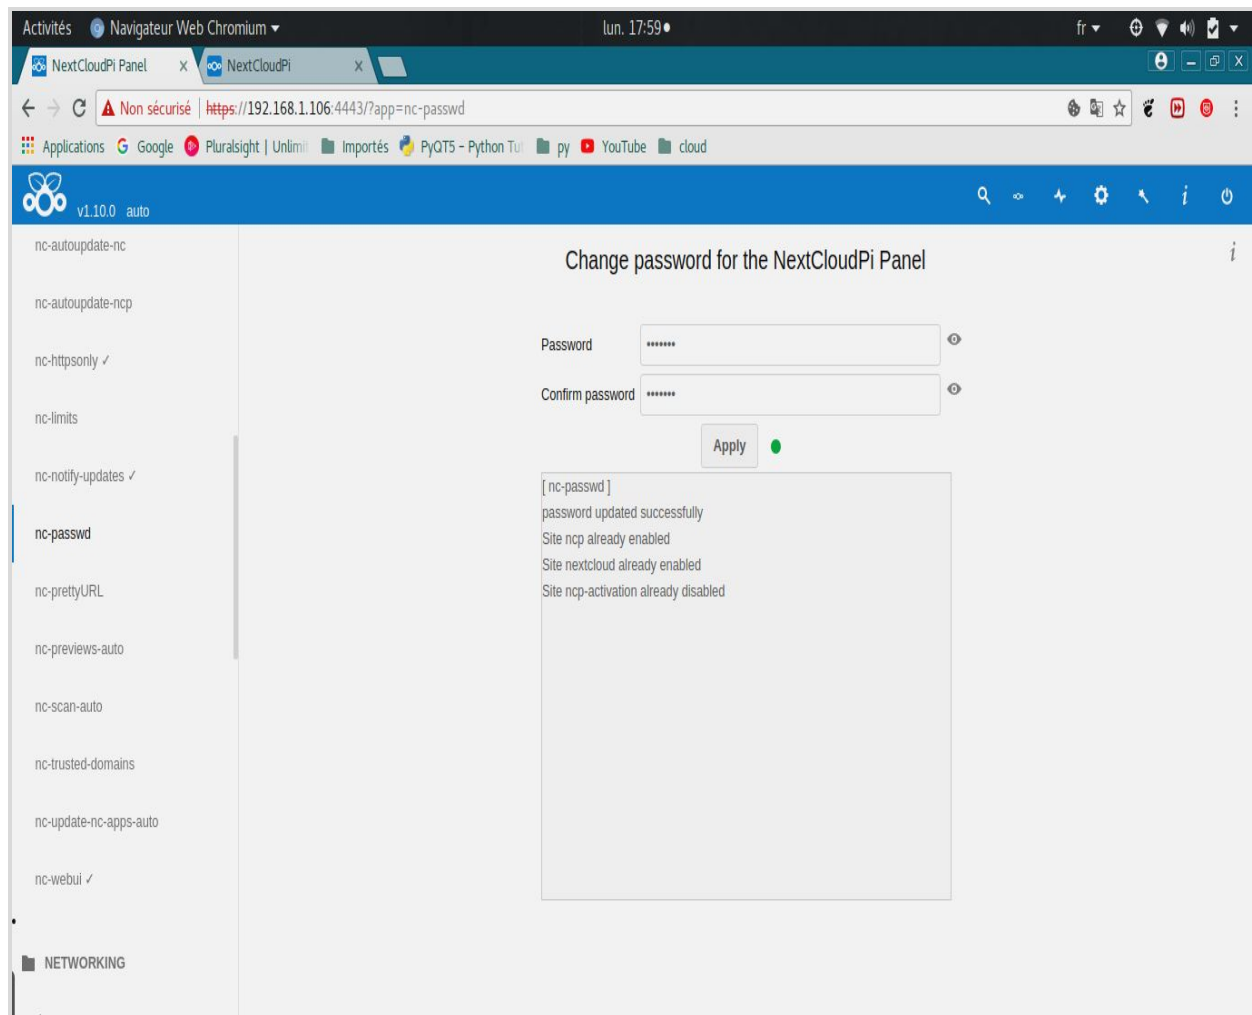 Activités Navigateur Web Chromium lun. 17:59 fr
NextCloudPi Panel x NextCloudPi x
Non sécurisé https://192.168.1.106:4443/?app=nc-passwd
Applications Google Pluralsight | Unlimi Importés PyQT5 - Python Tu py YouTube cloud
v1.10.0 auto
nc-autoupdate-nc
nc-autoupdate-ncp
nc-httpsonly ✓
nc-limits
nc-notify-updates ✓
nc-passwd
nc-prettyURL
nc-previews-auto
nc-scan-auto
nc-trusted-domains
nc-update-nc-apps-auto
nc-webui ✓
NETWORKING
Change password for the NextCloudPi Panel
Password •••••••
Confirm password •••••••
Apply
[ nc-passwd ]
password updated successfully
Site ncp already enabled
Site nextcloud already enabled
Site ncp-activation already disabled